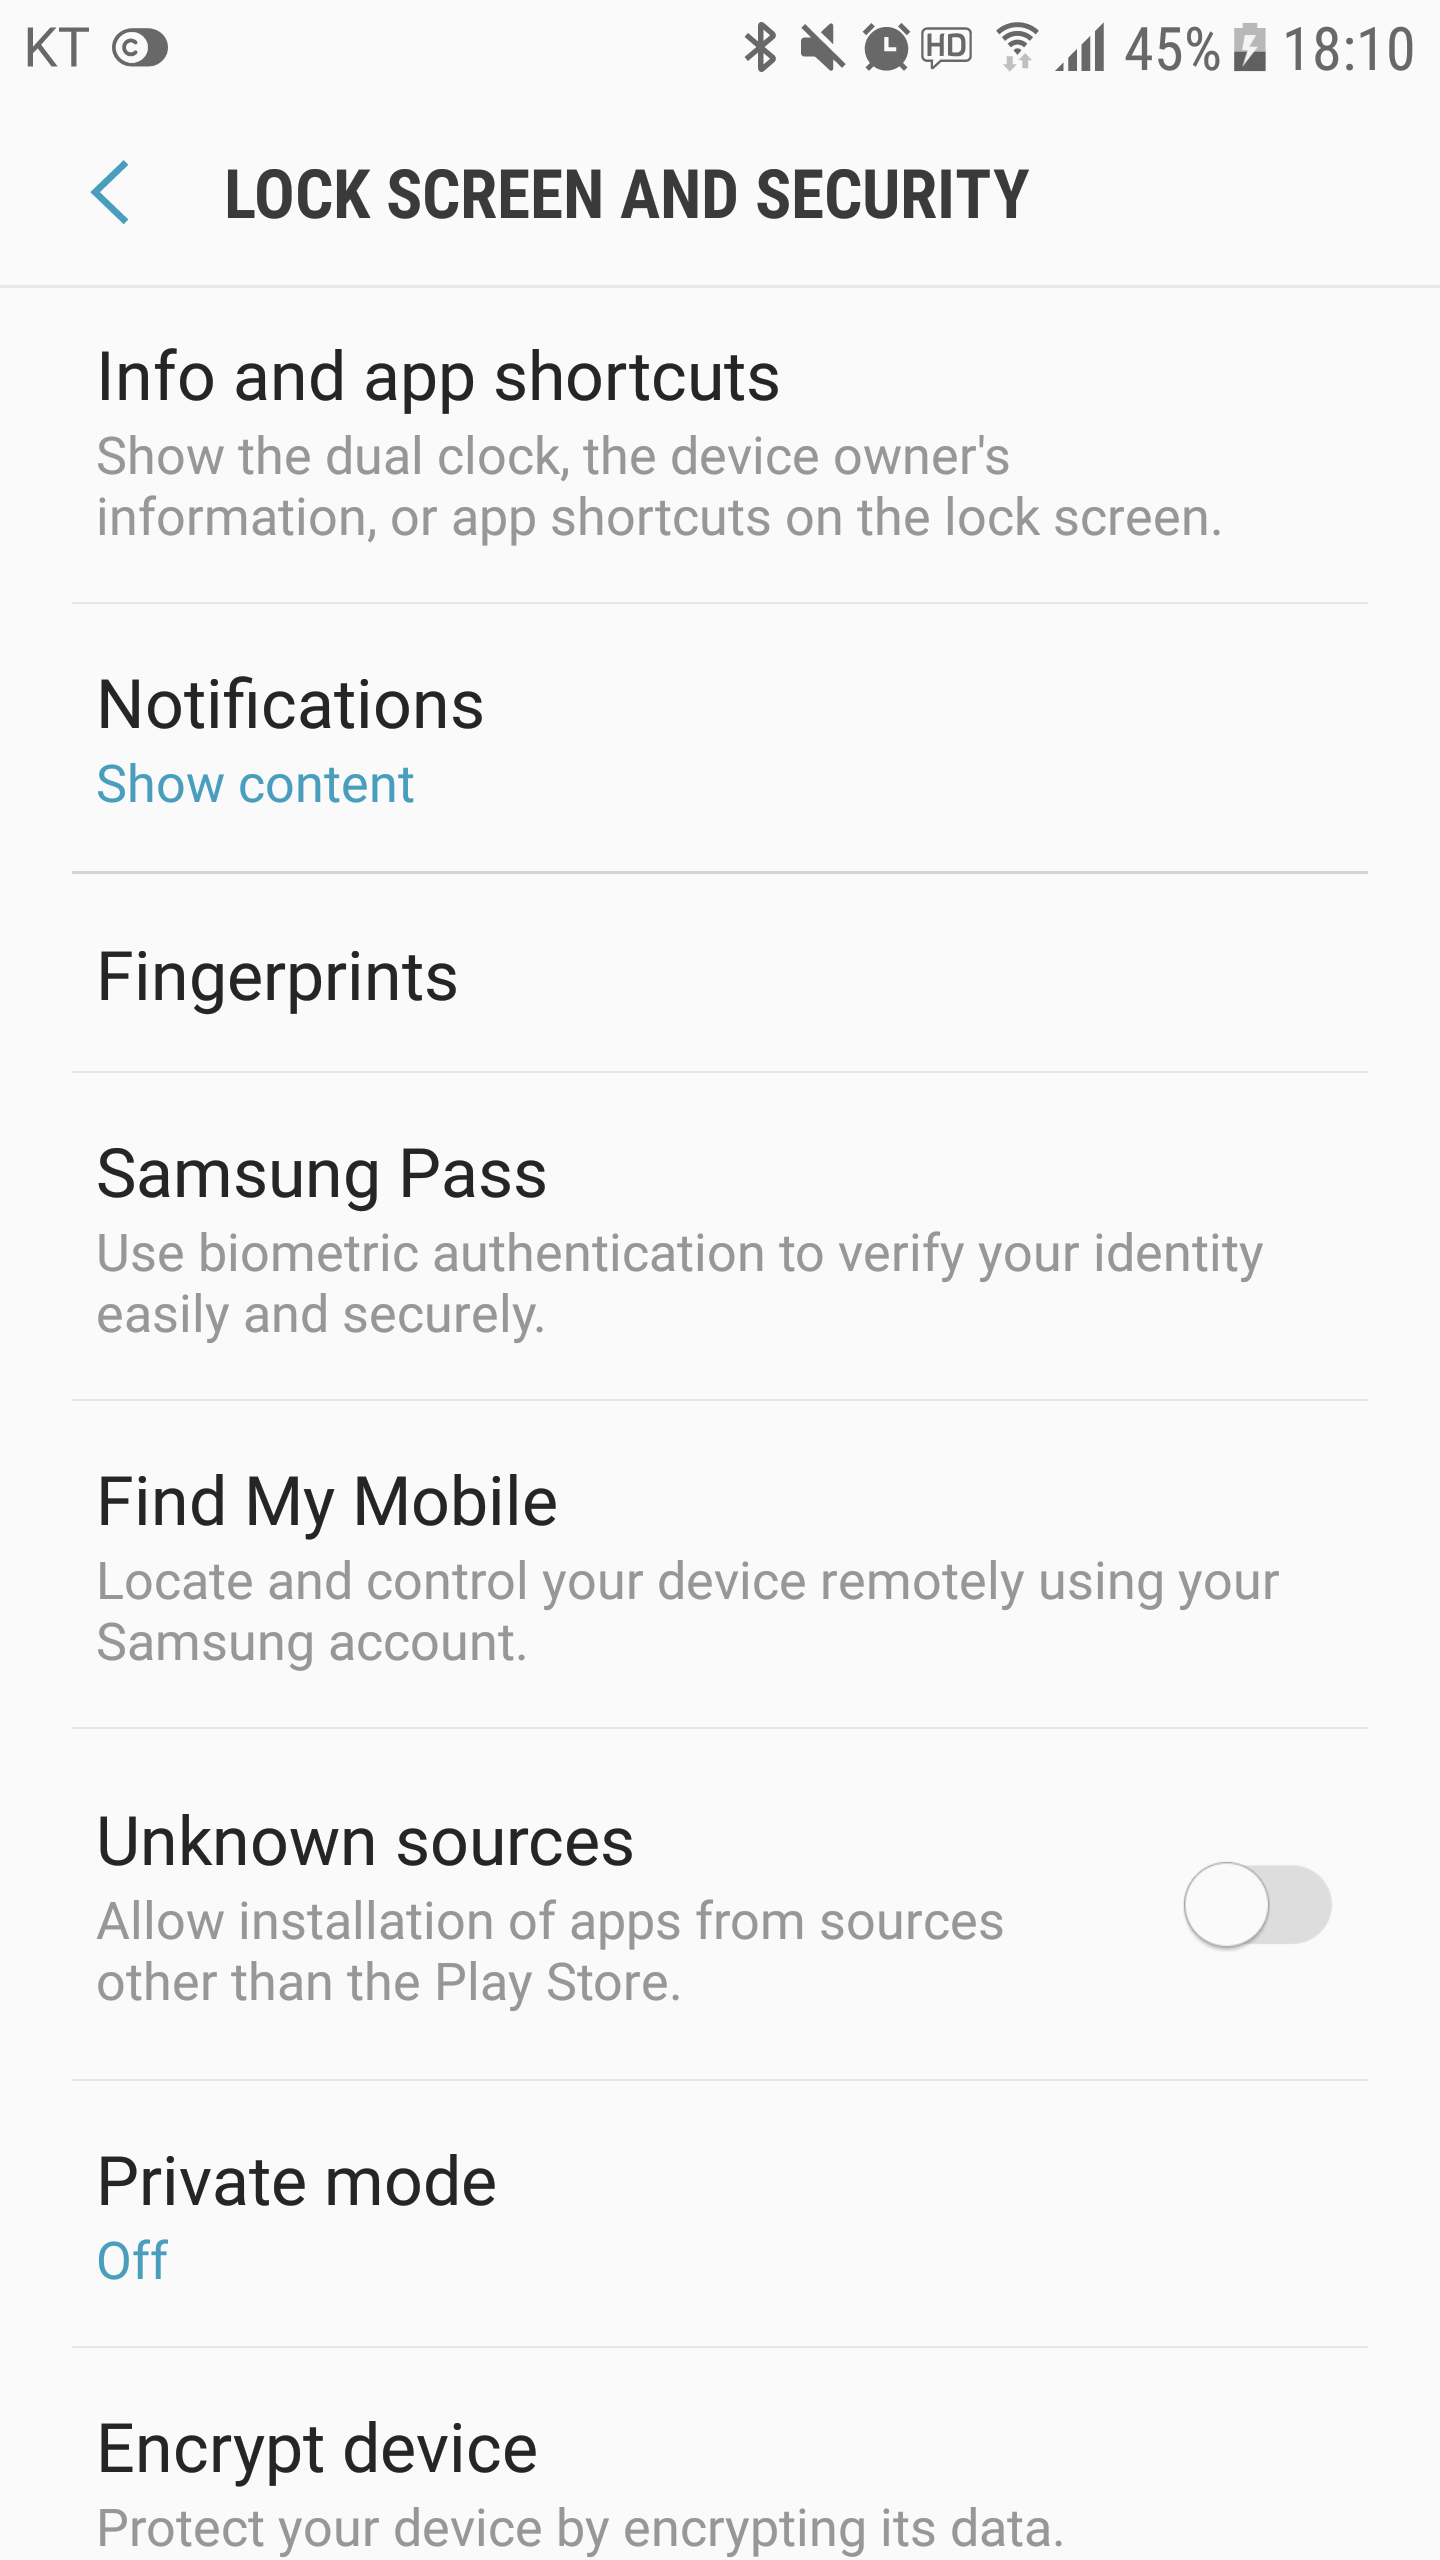 KT C HD 45% 18:10
LOCK SCREEN AND SECURITY
Info and app shortcuts
Show the dual clock, the device owner's
information, or app shortcuts on the lock screen.
Notifications
Show content
Fingerprints
Samsung Pass
Use biometric authentication to verify your identity
easily and securely.
Find My Mobile
Locate and control your device remotely using your
Samsung account.
Unknown sources
Allow installation of apps from sources
other than the Play Store.
Private mode
Off
Encrypt device
Protect your device by encrypting its data.